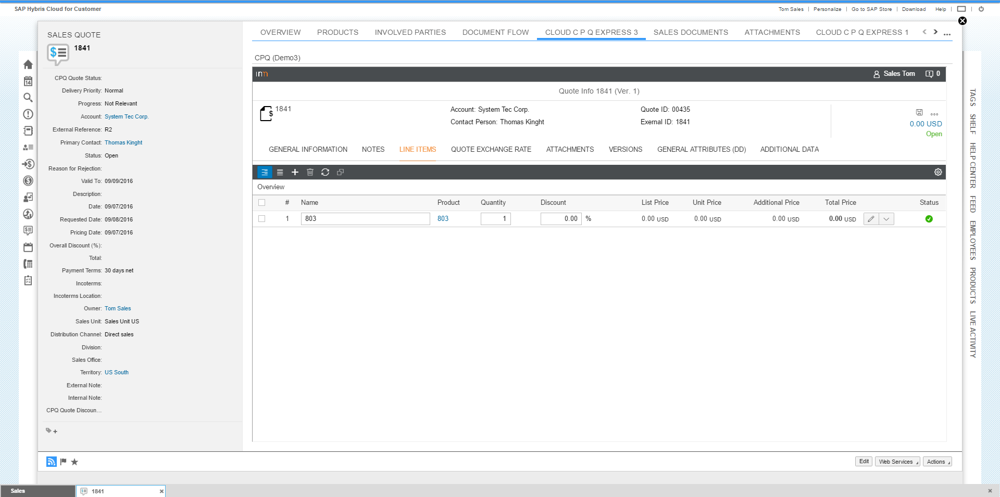 SAP Hybris Cloud for Customer
Tom Sales | Personalize | Go to SAP Store | Download Help | |
SALES QUOTE
1841
CPQ Quote Status:
Delivery Priority: Normal
Progress: Not Relevant
Account: System Tec Corp.
External Reference: R2
Primary Contact: Thomas Kinght
Status: Open
Reason for Rejection:
Valid To: 09/09/2016
Description:
Date: 09/07/2016
Requested Date: 09/08/2016
Pricing Date: 09/07/2016
Overall Discount (%):
Total:
Payment Terms: 30 days net
Incoterms:
Incoterms Location:
Owner: Tom Sales
Sales Unit: Sales Unit US
Distribution Channel: Direct sales
Division:
Sales Office:
Territory: US South
External Note:
Internal Note:
CPQ Quote Discoun...
14
OVERVIEW PRODUCTS INVOLVED PARTIES DOCUMENT FLOW CLOUD C P Q EXPRESS 3 SALES DOCUMENTS ATTACHMENTS CLOUD C P Q EXPRESS 1
CPQ (Demo3)
inm
Sales Tom 0
Quote Info 1841 (Ver. 1)
1841
Account: System Tec Corp.
Contact Person: Thomas Kinght
Quote ID: 00435
Exernal ID: 1841
0.00 USD
Open
GENERAL INFORMATION NOTES LINE ITEMS QUOTE EXCHANGE RATE ATTACHMENTS VERSIONS GENERAL ATTRIBUTES (DD) ADDITIONAL DATA
Overview
# Name Product Quantity Discount List Price Unit Price Additional Price Total Price Status
1 803 803 1 0.00 % 0.00 USD 0.00 USD 0.00 USD 0.00 USD
TAGS
SHELF
HELP CENTER
FEED
EMPLOYEES
PRODUCTS
LIVE ACTIVITY
Edit Web Services Actions
Sales 1841